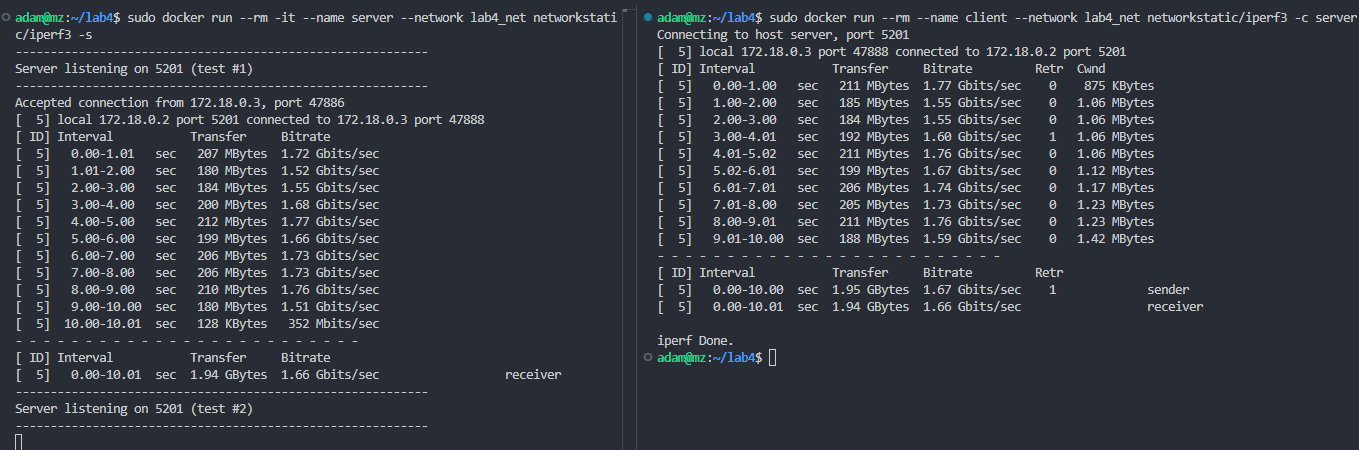 adam@mz:~/lab4$ sudo docker run --rm -it --name server --network lab4_net networkstati
c/iperf3 -s
-----------------------------------------------------------
Server listening on 5201 (test #1)
-----------------------------------------------------------
Accepted connection from 172.18.0.3, port 47886
[  5] local 172.18.0.2 port 5201 connected to 172.18.0.3 port 47888
[ ID] Interval           Transfer     Bitrate
[  5]   0.00-1.01   sec   207 MBytes  1.72 Gbits/sec
[  5]   1.01-2.00   sec   180 MBytes  1.52 Gbits/sec
[  5]   2.00-3.00   sec   184 MBytes  1.55 Gbits/sec
[  5]   3.00-4.00   sec   200 MBytes  1.68 Gbits/sec
[  5]   4.00-5.00   sec   212 MBytes  1.77 Gbits/sec
[  5]   5.00-6.00   sec   199 MBytes  1.66 Gbits/sec
[  5]   6.00-7.00   sec   206 MBytes  1.73 Gbits/sec
[  5]   7.00-8.00   sec   206 MBytes  1.73 Gbits/sec
[  5]   8.00-9.00   sec   210 MBytes  1.76 Gbits/sec
[  5]   9.00-10.00  sec   180 MBytes  1.51 Gbits/sec
[  5]  10.00-10.01  sec   128 KBytes   352 Mbits/sec
- - - - - - - - - - - - - - - - - - - - - - - - -
[ ID] Interval           Transfer     Bitrate
[  5]   0.00-10.01  sec  1.94 GBytes  1.66 Gbits/sec                  receiver
-----------------------------------------------------------
Server listening on 5201 (test #2)
-----------------------------------------------------------
adam@mz:~/lab4$ sudo docker run --rm --name client --network lab4_net networkstatic/iperf3 -c server
Connecting to host server, port 5201
[  5] local 172.18.0.3 port 47888 connected to 172.18.0.2 port 5201
[ ID] Interval           Transfer     Bitrate         Retr  Cwnd
[  5]   0.00-1.00   sec   211 MBytes  1.77 Gbits/sec    0    875 KBytes
[  5]   1.00-2.00   sec   185 MBytes  1.55 Gbits/sec    0   1.06 MBytes
[  5]   2.00-3.00   sec   184 MBytes  1.55 Gbits/sec    0   1.06 MBytes
[  5]   3.00-4.01   sec   192 MBytes  1.60 Gbits/sec    1   1.06 MBytes
[  5]   4.01-5.02   sec   211 MBytes  1.76 Gbits/sec    0   1.06 MBytes
[  5]   5.02-6.01   sec   199 MBytes  1.67 Gbits/sec    0   1.12 MBytes
[  5]   6.01-7.01   sec   206 MBytes  1.74 Gbits/sec    0   1.17 MBytes
[  5]   7.01-8.00   sec   205 MBytes  1.73 Gbits/sec    0   1.23 MBytes
[  5]   8.00-9.01   sec   211 MBytes  1.76 Gbits/sec    0   1.23 MBytes
[  5]   9.01-10.00  sec   188 MBytes  1.59 Gbits/sec    0   1.42 MBytes
- - - - - - - - - - - - - - - - - - - - - - - - -
[ ID] Interval           Transfer     Bitrate         Retr
[  5]   0.00-10.00  sec  1.95 GBytes  1.67 Gbits/sec    1             sender
[  5]   0.00-10.01  sec  1.94 GBytes  1.66 Gbits/sec                  receiver
iperf Done.
adam@mz:~/lab4$